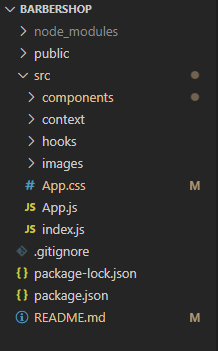 BARBERSHOP
node_modules
public
src
components
context
hooks
images
# App.css M
JS App.js
JS index.js
.gitignore
{} package-lock.json
{} package.json
README.md M